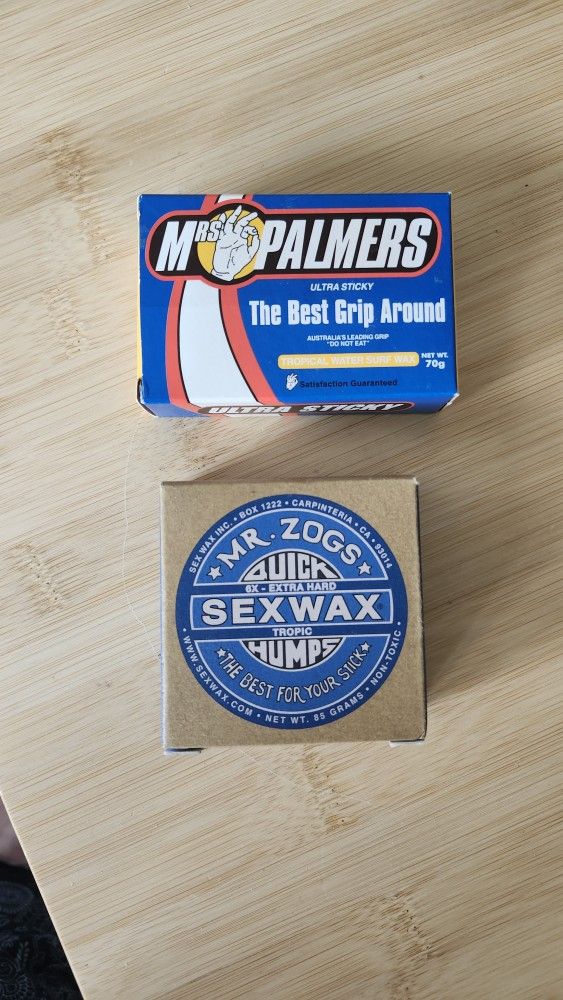 MRS PALMERS
ULTRA STICKY
The Best Grip Around
AUSTRALIA'S LEADING GRIP
"DO NOT EAT"
TROPICAL WATER SURF WAX
NET WT.
70g
Satisfaction Guaranteed
ULTRA STICKY
SEX WAX INC. • BOX 1222 • CARPINTERIA • CA • 93014
MR. ZOGS
QUICK
6X - EXTRA HARD
SEXWAX®
TROPIC
HUMPS
THE BEST FOR YOUR STICK
• WWW.SEXWAX.COM • NET WT. 85 GRAMS • NON-TOXIC •